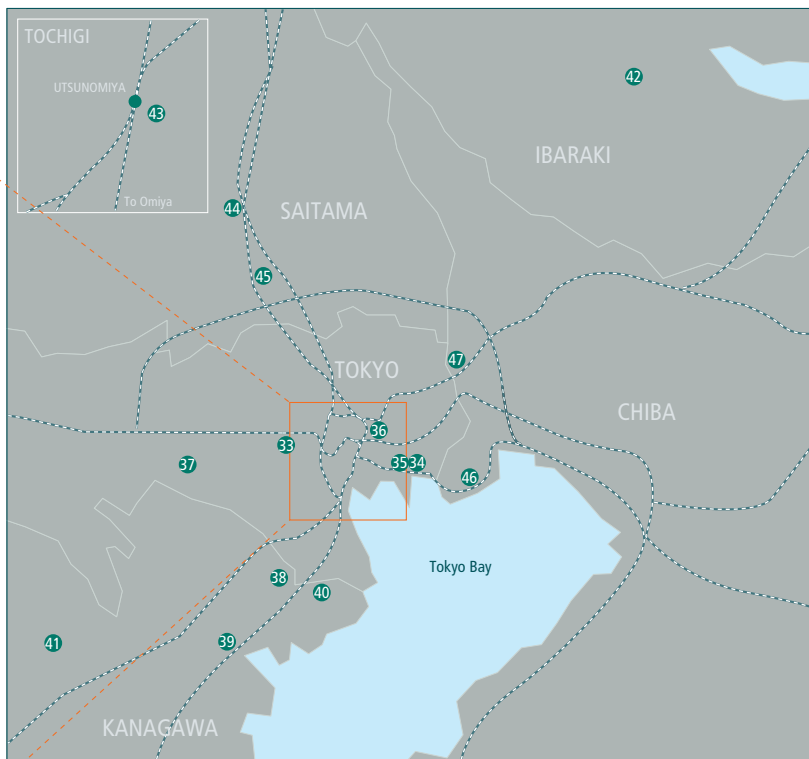 TOCHIGI
UTSUNOMIYA
43
To Omiya
42
IBARAKI
44
SAITAMA
45
TOKYO
47
CHIBA
36
33
37
35
34
46
Tokyo Bay
38
40
41
39
KANAGAWA